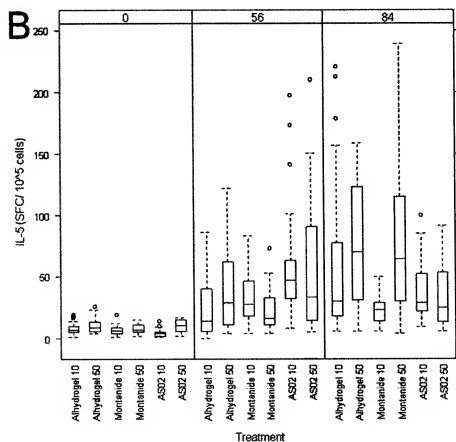 B
0 56 84
250
200
150
100
50
0
IL-5 (SFC/ 10^5 cells)
Alhydrogel 10
Alhydrogel 50
Montanide 10
Montanide 50
AS02 10
AS02 50
Alhydrogel 10
Alhydrogel 50
Montanide 10
Montanide 50
AS02 10
AS02 50
Alhydrogel 10
Alhydrogel 50
Montanide 10
Montanide 50
AS02 10
AS02 50
Treatment